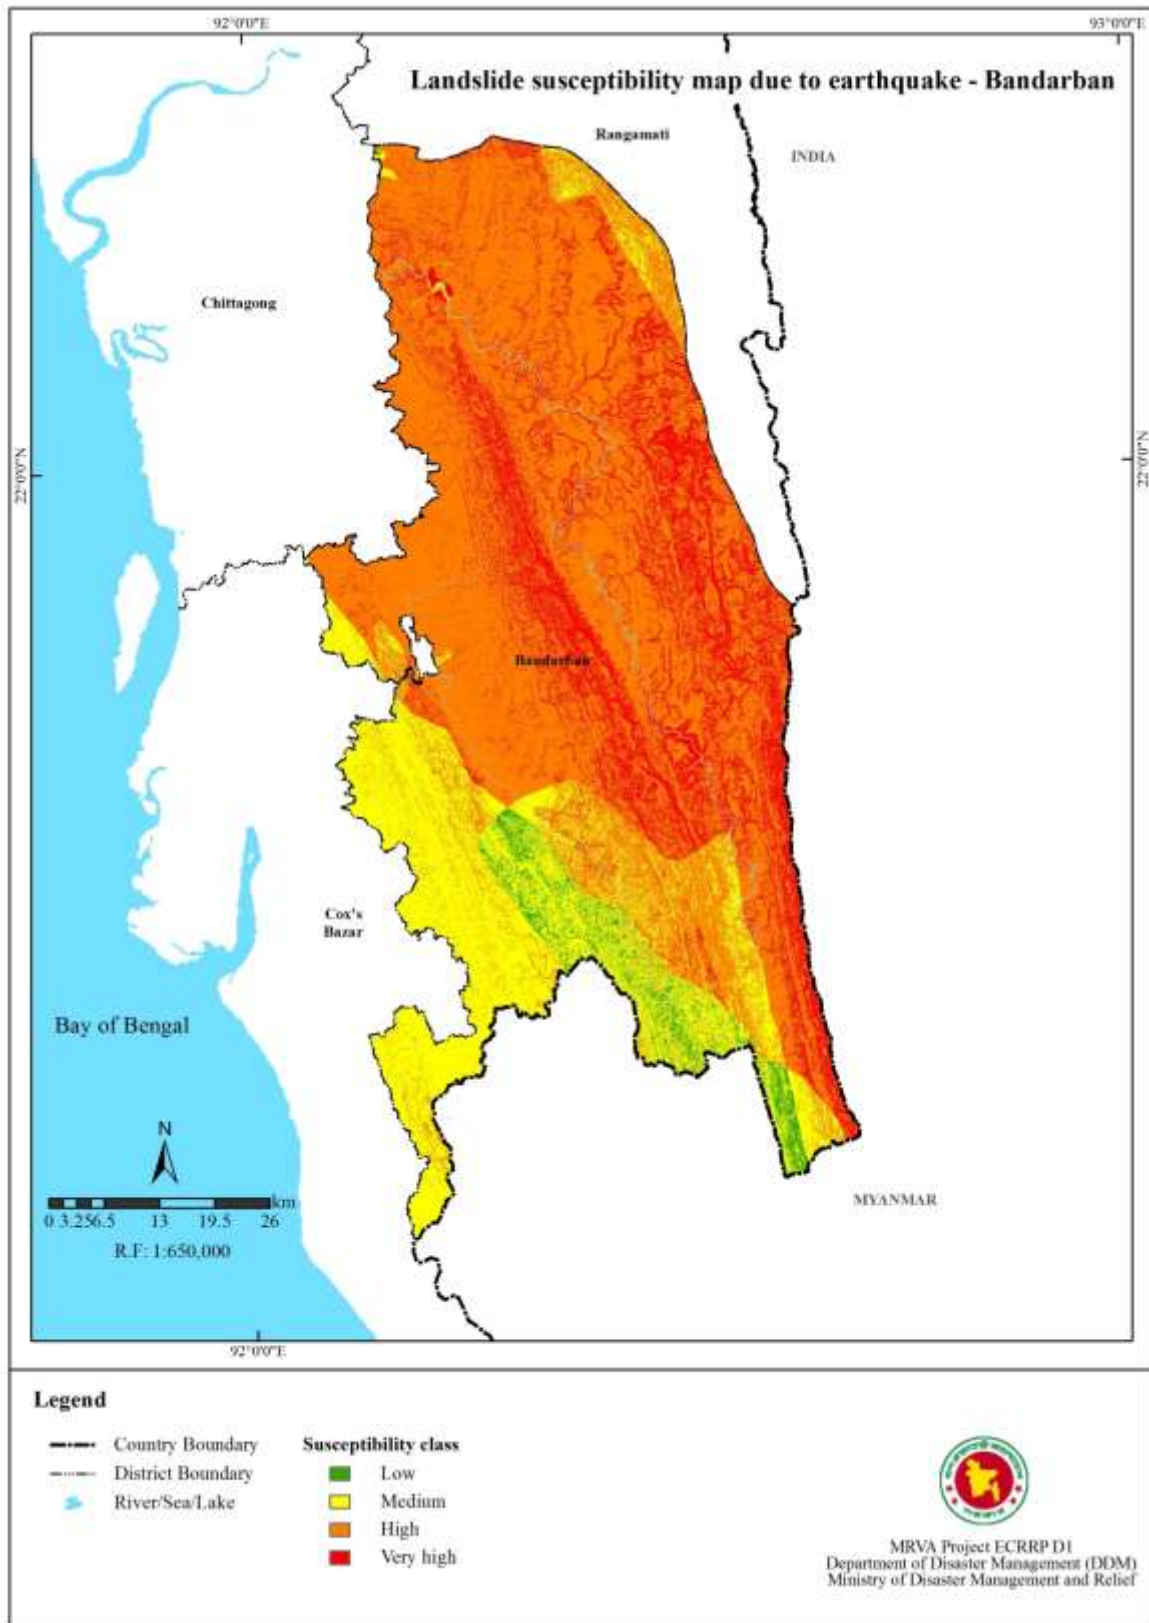 92°0'0"E
93°0'0"E
Landslide susceptibility map due to earthquake - Bandarban
Rangamati
INDIA
Chittagong
22°0'0"N
22°0'0"N
Bandarban
Cox's
Bazar
Bay of Bengal
N
km
0 3.25 6.5 13 19.5 26
R.F: 1:650,000
MYANMAR
92°0'0"E
Legend
Country Boundary
District Boundary
River/Sea/Lake
Susceptibility class
Low
Medium
High
Very high
MRVA Project ECRRP D1
Department of Disaster Management (DDM)
Ministry of Disaster Management and Relief